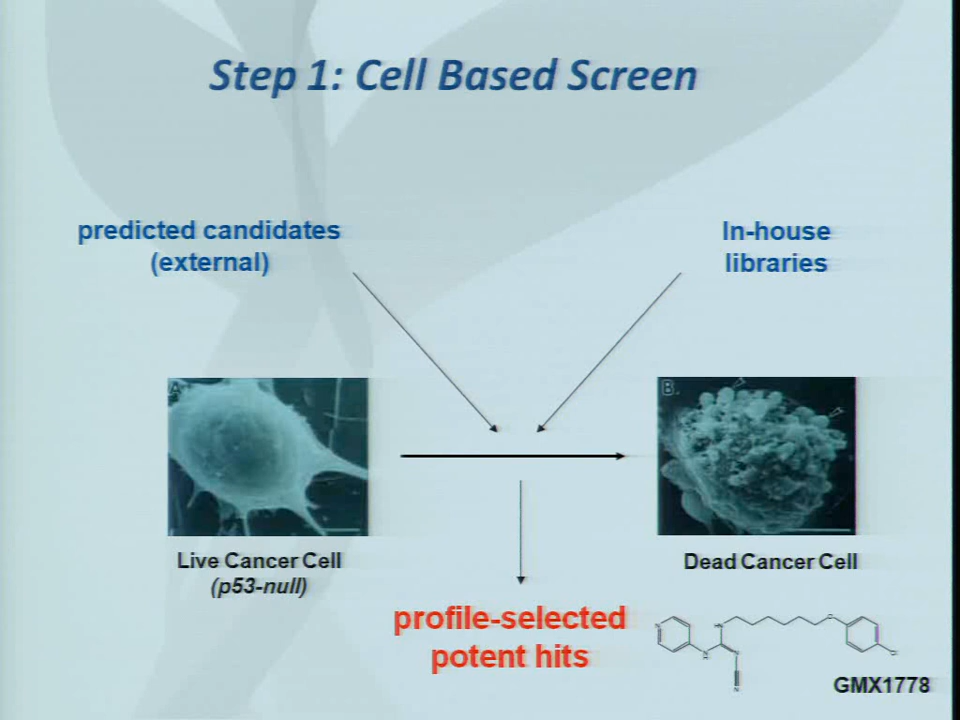 Step 1: Cell Based Screen
predicted candidates
(external)
In-house
libraries
A
B.
Live Cancer Cell
(p53-null)
Dead Cancer Cell
profile-selected
potent hits
GMX1778